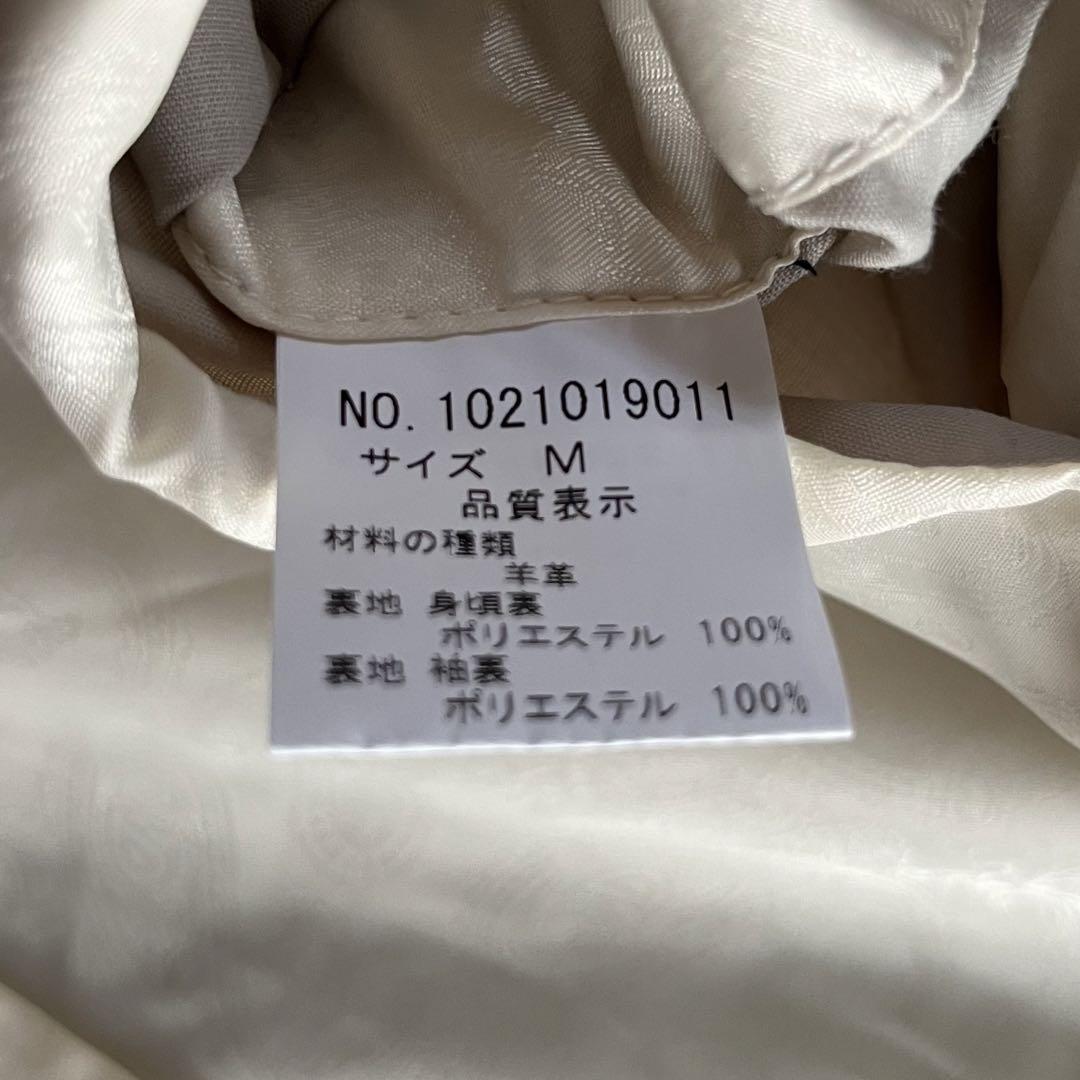 NO.1021019011
サイズ M
品質表示
材料の種類
羊革
裏地 身頃裏
ポリエステル 100%
裏地 袖裏
ポリエステル 100%